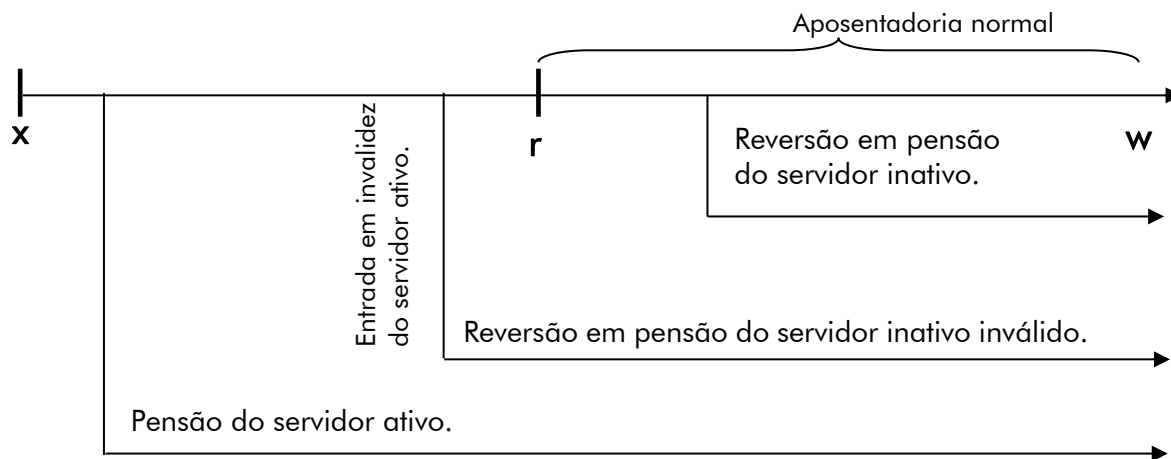 Aposentadoria normal
x
r
w
Entrada em invalidez
do servidor ativo.
Reversão em pensão
do servidor inativo.
Reversão em pensão do servidor inativo inválido.
Pensão do servidor ativo.